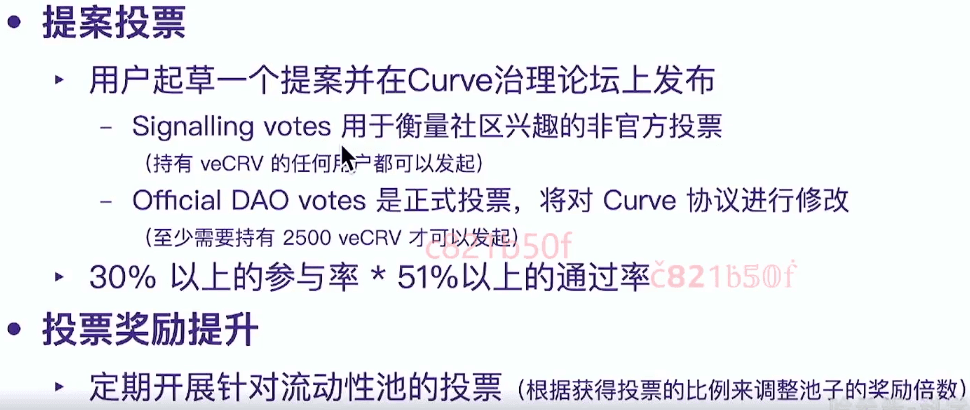 • 提案投票
‣ 用户起草一个提案并在Curve治理论坛上发布
– Signalling votes 用于衡量社区兴趣的非官方投票
（持有 veCRV 的任何用户都可以发起）
– Official DAO votes 是正式投票，将对 Curve 协议进行修改
（至少需要持有 2500 veCRV 才可以发起）
c821b50f
‣ 30% 以上的参与率 * 51%以上的通过率
č821b50ḟ
• 投票奖励提升
‣ 定期开展针对流动性池的投票（根据获得投票的比例来调整池子的奖励倍数）